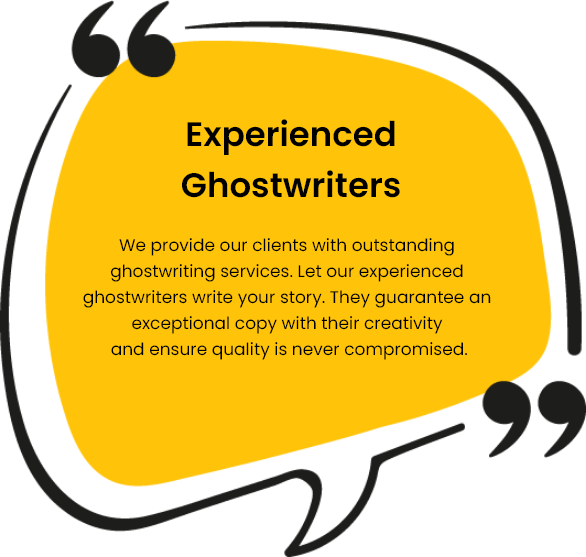 Experienced
Ghostwriters
We provide our clients with outstanding
ghostwriting services. Let our experienced
ghostwriters write your story. They guarantee an
exceptional copy with their creativity
and ensure quality is never compromised.